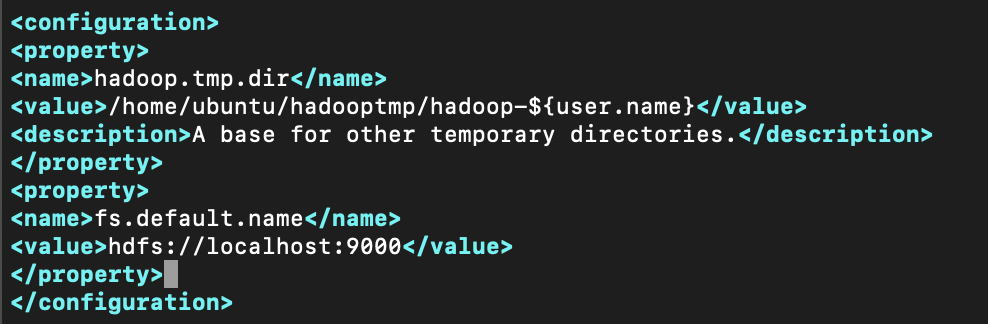 <configuration>
<property>
<name>hadoop.tmp.dir</name>
<value>/home/ubuntu/hadooptmp/hadoop-${user.name}</value>
<description>A base for other temporary directories.</description>
</property>
<property>
<name>fs.default.name</name>
<value>hdfs://localhost:9000</value>
</property>
</configuration>